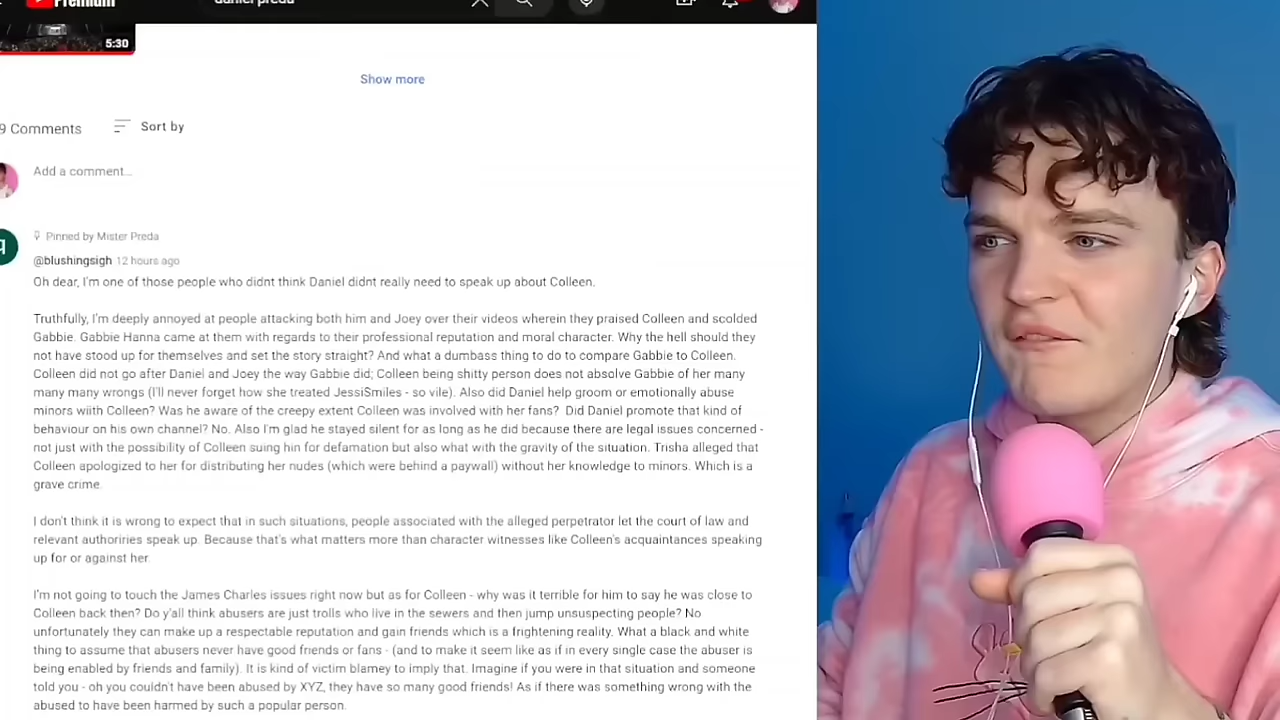 Premium
daniel preda
5:30
Show more
9 Comments
Sort by
Add a comment...
Pinned by Mister Preda
@blushingsigh 12 hours ago
Oh dear, I'm one of those people who didnt think Daniel didnt really need to speak up about Colleen.
Truthfully, I'm deeply annoyed at people attacking both him and Joey over their videos wherein they praised Colleen and scolded
Gabbie. Gabbie Hanna came at them with regards to their professional reputation and moral character. Why the hell should they
not have stood up for themselves and set the story straight? And what a dumbass thing to do to compare Gabbie to Colleen.
Colleen did not go after Daniel and Joey the way Gabbie did; Colleen being shitty person does not absolve Gabbie of her many
many many wrongs (I'll never forget how she treated JessiSmiles - so vile). Also did Daniel help groom or emotionally abuse
minors wiith Colleen? Was he aware of the creepy extent Colleen was involved with her fans? Did Daniel promote that kind of
behaviour on his own channel? No. Also I'm glad he stayed silent for as long as he did because there are legal issues concerned -
not just with the possibility of Colleen suing hin for defamation but also what with the gravity of the situation. Trisha alleged that
Colleen apologized to her for distributing her nudes (which were behind a paywall) without her knowledge to minors. Which is a
grave crime.
I don't think it is wrong to expect that in such situations, people associated with the alleged perpetrator let the court of law and
relevant authoriries speak up. Because that's what matters more than character witnesses like Colleen's acquaintances speaking
up for or against her.
I'm not going to touch the James Charles issues right now but as for Colleen - why was it terrible for him to say he was close to
Colleen back then? Do y'all think abusers are just trolls who live in the sewers and then jump unsuspecting people? No
unfortunately they can make up a respectable reputation and gain friends which is a frightening reality. What a black and white
thing to assume that abusers never have good friends or fans - (and to make it seem like as if in every single case the abuser is
being enabled by friends and family). It is kind of victim blamey to imply that. Imagine if you were in that situation and someone
told you - oh you couldn't have been abused by XYZ, they have so many good friends! As if there was something wrong with the
abused to have been harmed by such a popular person.